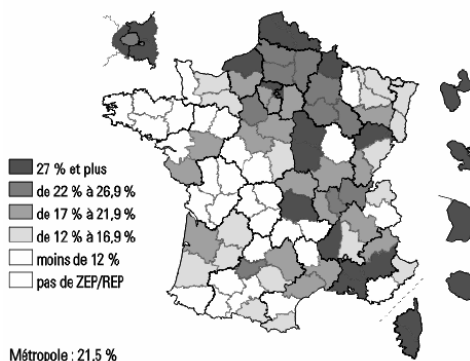 27 % et plus
de 22 % à 26,9 %
de 17 % à 21,9 %
de 12 % à 16,9 %
moins de 12 %
pas de ZEP/REP
Métropole : 21,5 %